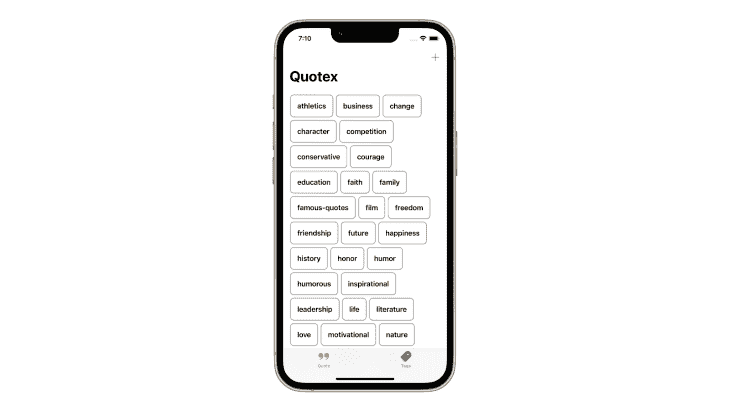 7:10
+
Quotex
athletics business change
character competition
conservative courage
education faith family
famous-quotes film freedom
friendship future happiness
history honor humor
humorous inspirational
leadership life literature
love motivational nature
Quote Tags